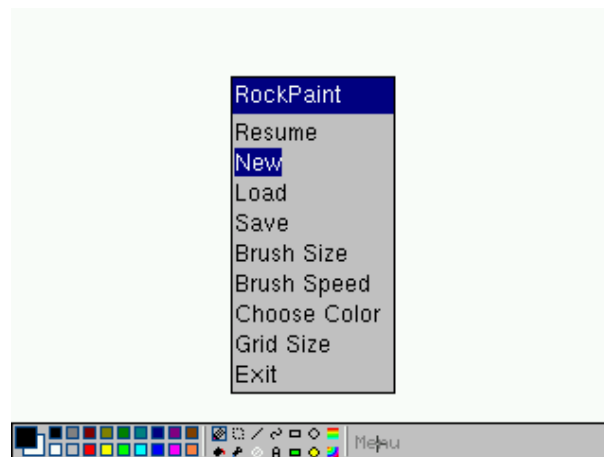 RockPaint
Resume
New
Load
Save
Brush Size
Brush Speed
Choose Color
Grid Size
Exit
Menu